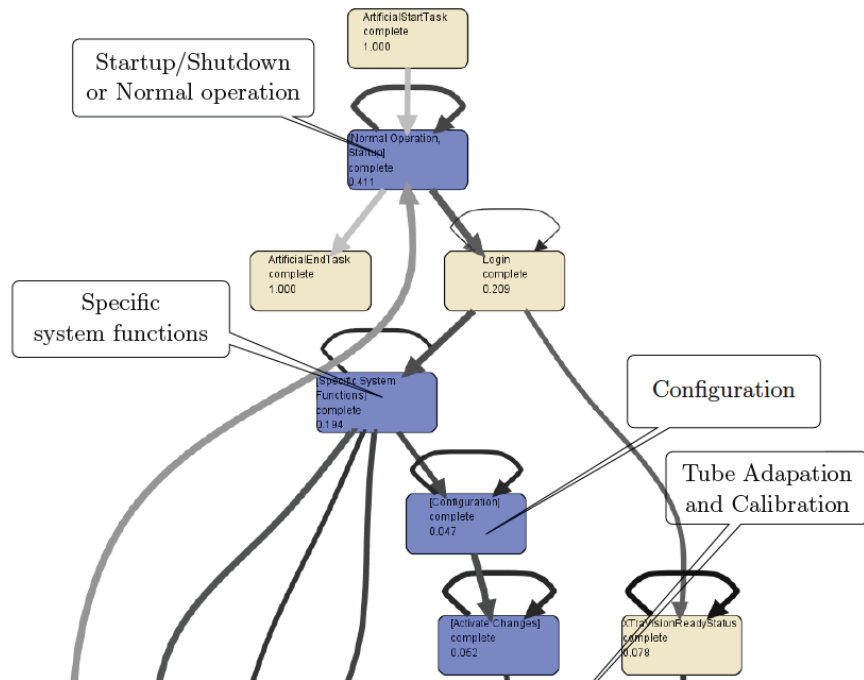 ArtificialStartTask
complete
1.000
Startup/Shutdown
or Normal operation
[Normal Operation,
Startup]
complete
0.411
ArtificialEndTask
complete
1.000
Login
complete
0.209
Specific
system functions
[Specific System
Functions]
complete
0.194
Configuration
Tube Adapation
and Calibration
[Configuration]
complete
0.047
[Activate Changes]
complete
0.052
XTraVisionReadyStatus
complete
0.078